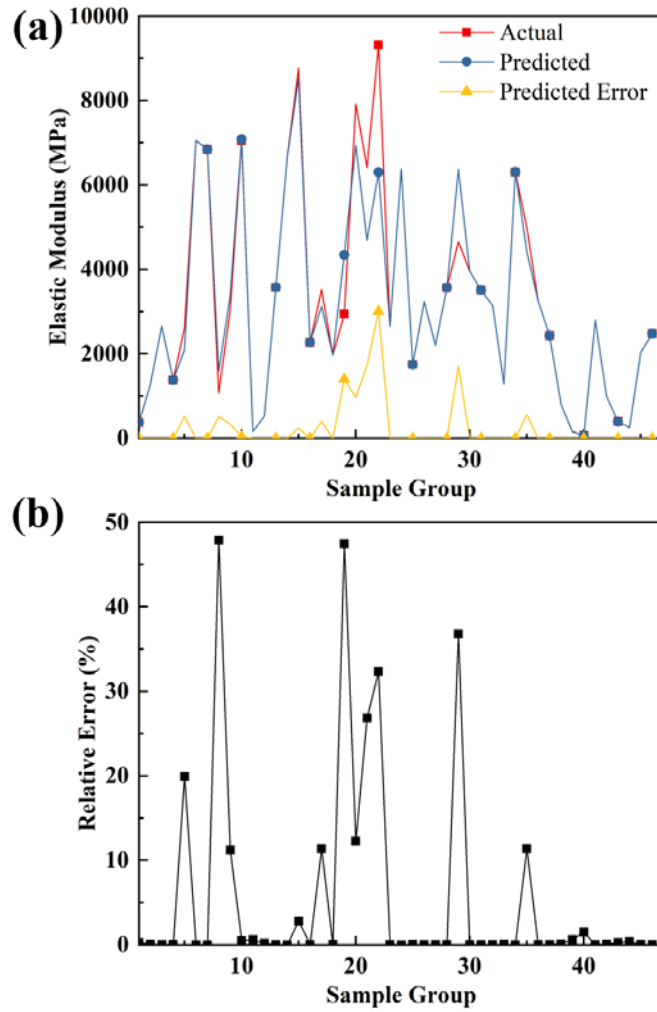 (a)
10000
8000
6000
4000
2000
0
Elastic Modulus (MPa)
Actual
Predicted
Predicted Error
10
20
30
40
Sample Group
(b)
50
40
30
20
10
0
Relative Error (%)
10
20
30
40
Sample Group